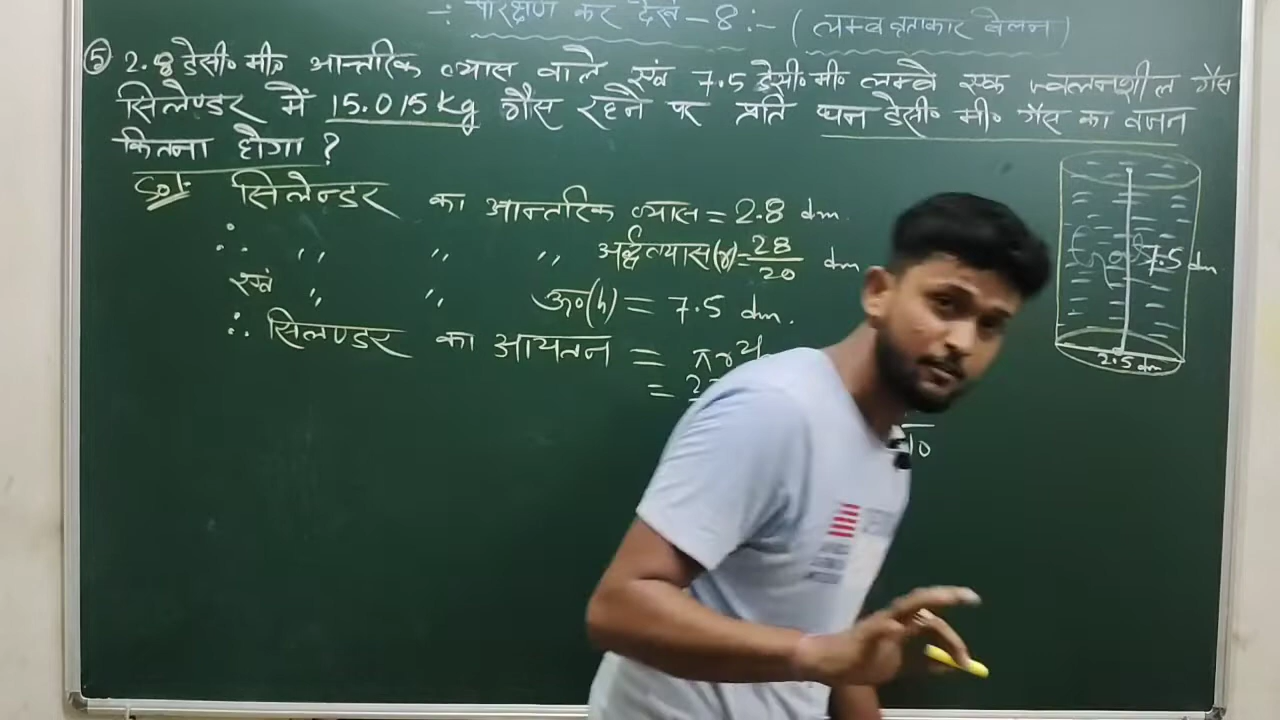 -: परिक्षण कर देखें - 8 :- ( लम्ब वृताकार बेलन )
⑤ 2.8 डेसी० मी० आन्तरिक व्यास वाले एवं 7.5 डेसी० मी० लम्बे एक ज्वलनशील गैस
सिलेण्डर में 15.015 kg गैस रहने पर प्रति घन डेसी० मी० गैस का वजन
कितना होगा ?
Sol. सिलेन्डर का आन्तरिक व्यास = 2.8 dm.
∴ ,, ,, ,, अर्द्धव्यास(r) = 28/20 dm
एवं ,, ,, ऊ०(h) = 7.5 dm.
∴ सिलण्डर का आयतन = πr²h
= 2
10
7.5 dm
2.5 dm